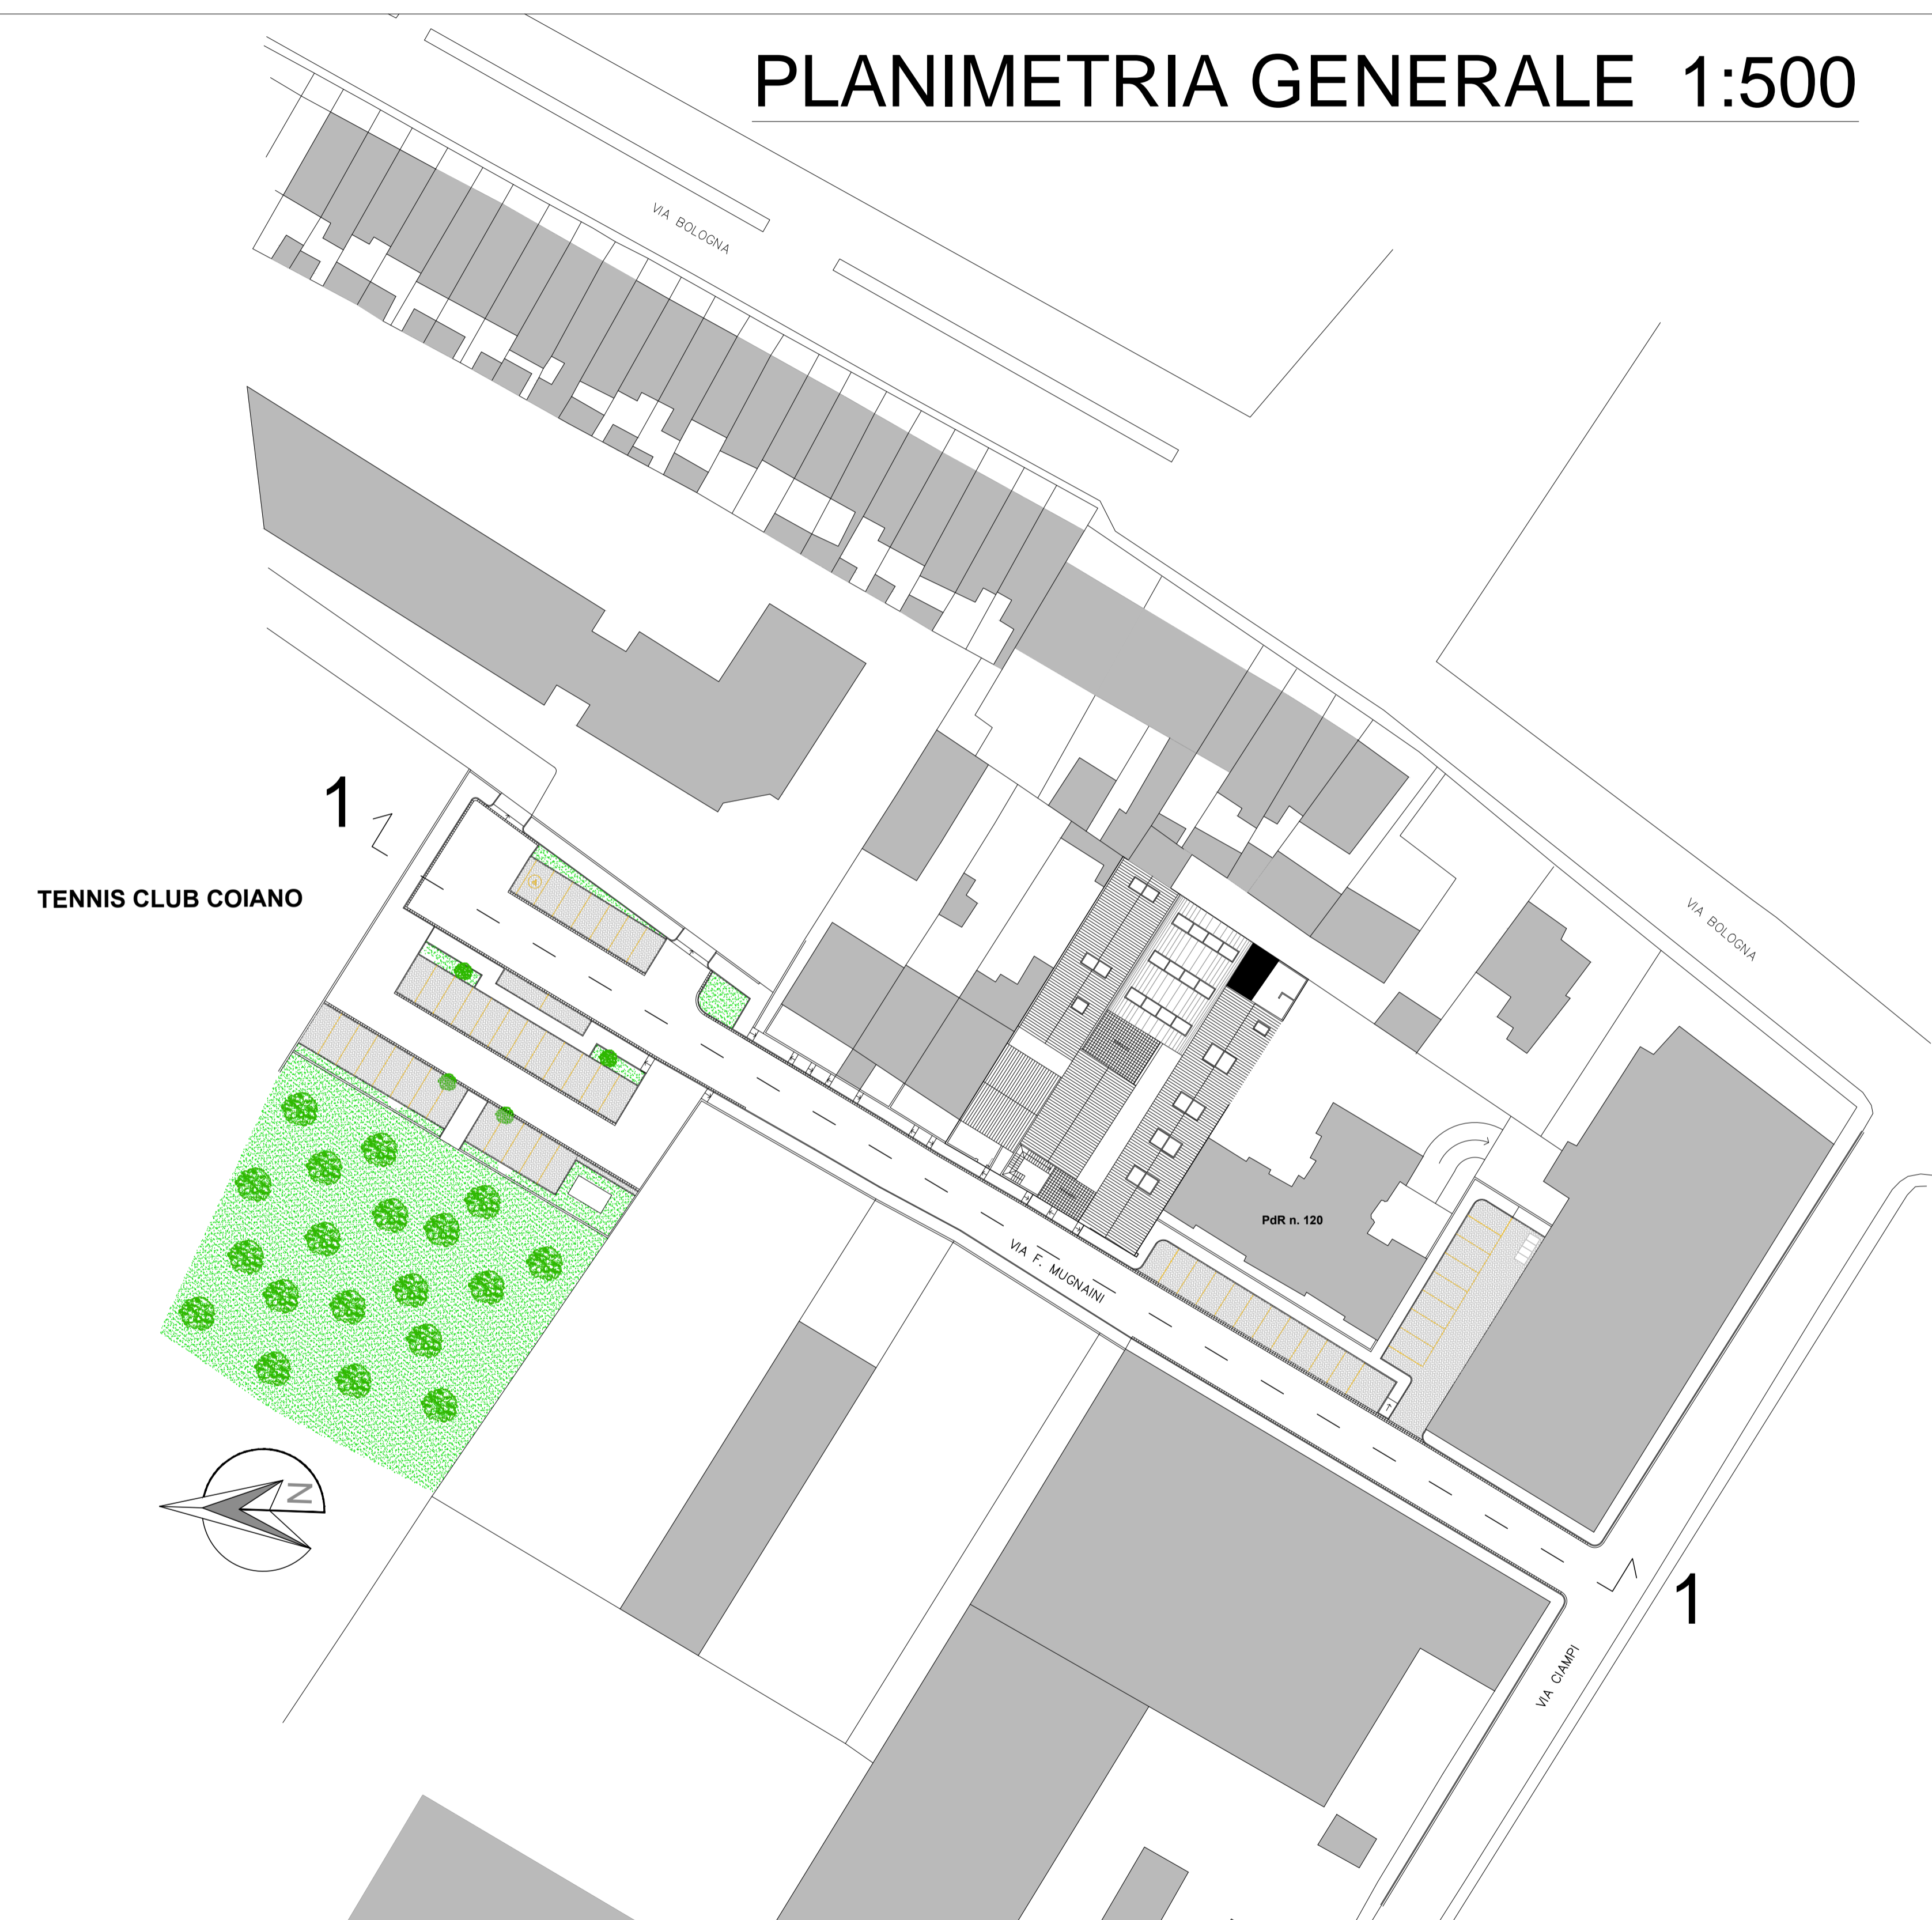 PLANIMETRIA GENERALE 1:500
VIA BOLOGNA
1
TENNIS CLUB COIANO
VIA BOLOGNA
PdR n. 120
VIA F. MUGNAINI
N
1
VIA CIAMPI